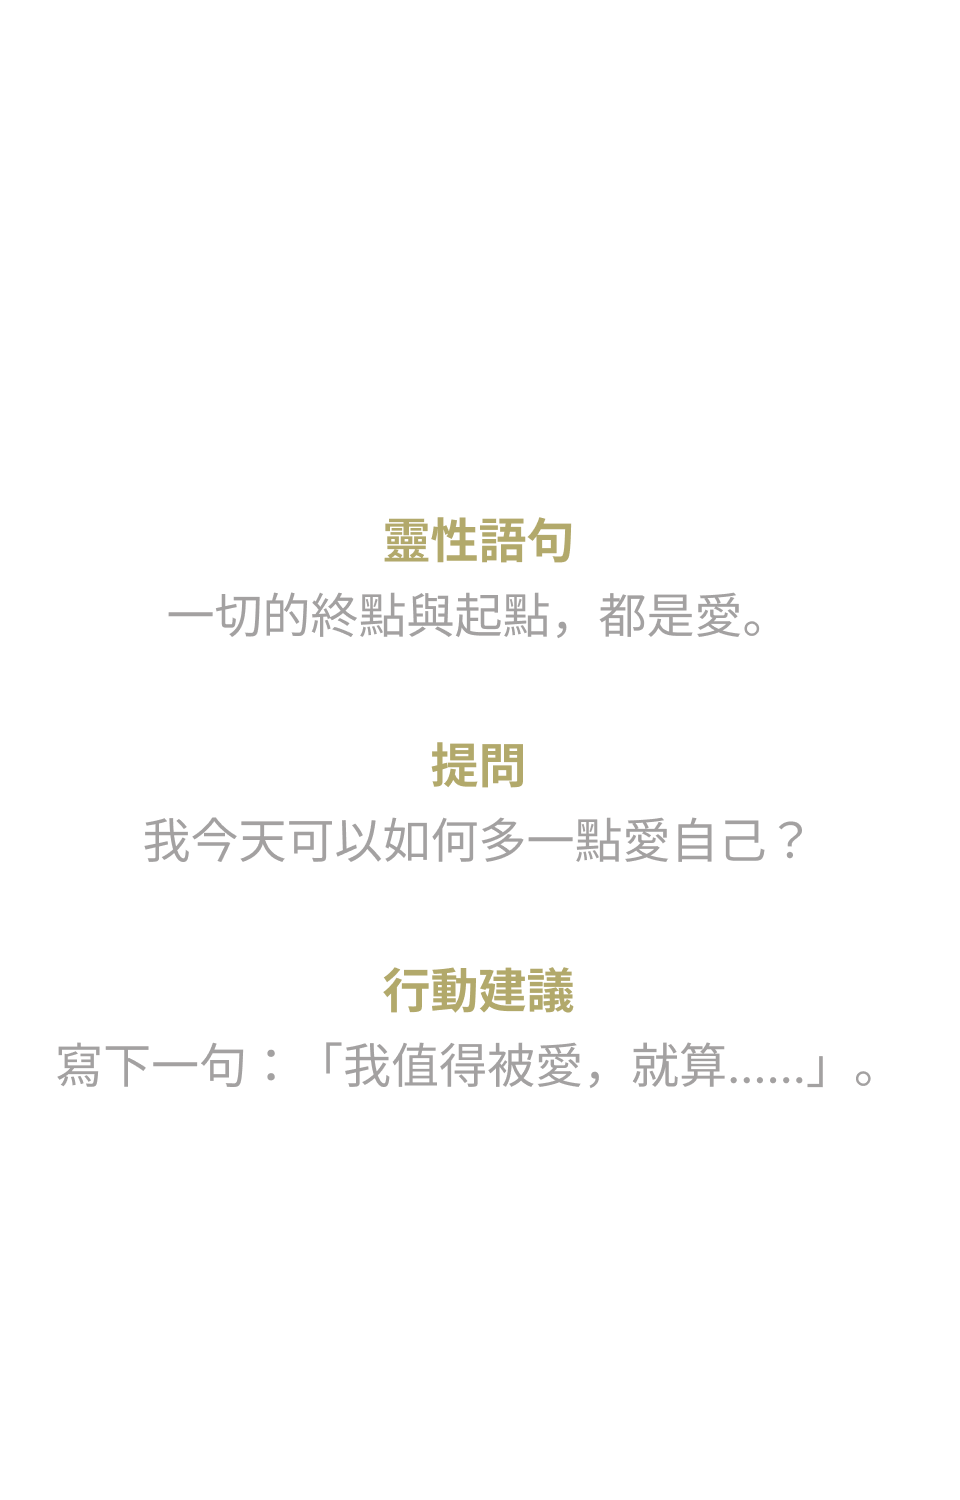 靈性語句
一切的終點與起點，都是愛。
提問
我今天可以如何多一點愛自己？
行動建議
寫下一句：「我值得被愛，就算......」。